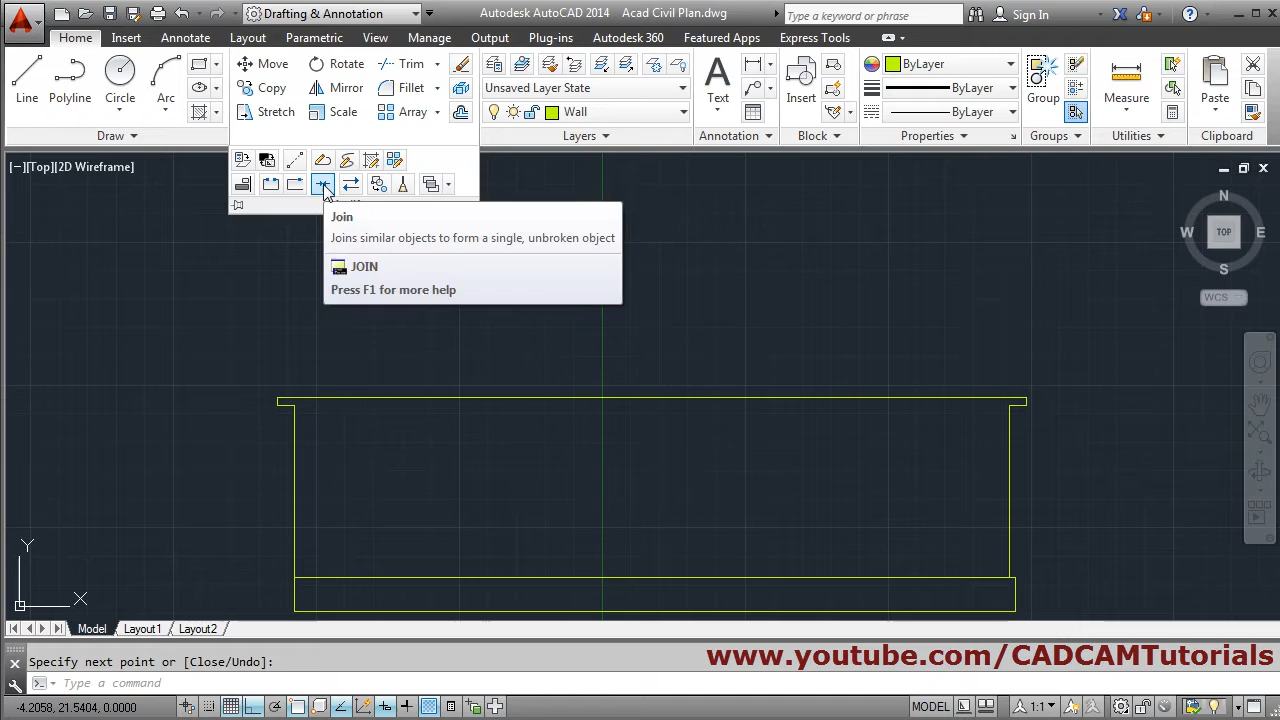 Drafting & Annotation
Autodesk AutoCAD 2014 Acad Civil Plan.dwg
Type a keyword or phrase
Sign In
Home Insert Annotate Layout Parametric View Manage Output Plug-ins Autodesk 360 Featured Apps Express Tools
Line Polyline Circle Arc
Move Rotate Trim
Copy Mirror Fillet
Stretch Scale Array
Unsaved Layer State
Wall
Text
Insert
ByLayer
ByLayer
ByLayer
Group
Measure
Paste
Draw Layers Annotation Block Properties Groups Utilities Clipboard
[−][Top][2D Wireframe]
Join
Joins similar objects to form a single, unbroken object
JOIN
Press F1 for more help
N
W TOP E
S
WCS
Y
X
Model Layout1 Layout2
Specify next point or [Close/Undo]:
www.youtube.com/CADCAMTutorials
Type a command
-4.2058, 21.5404, 0.0000
MODEL
1:1